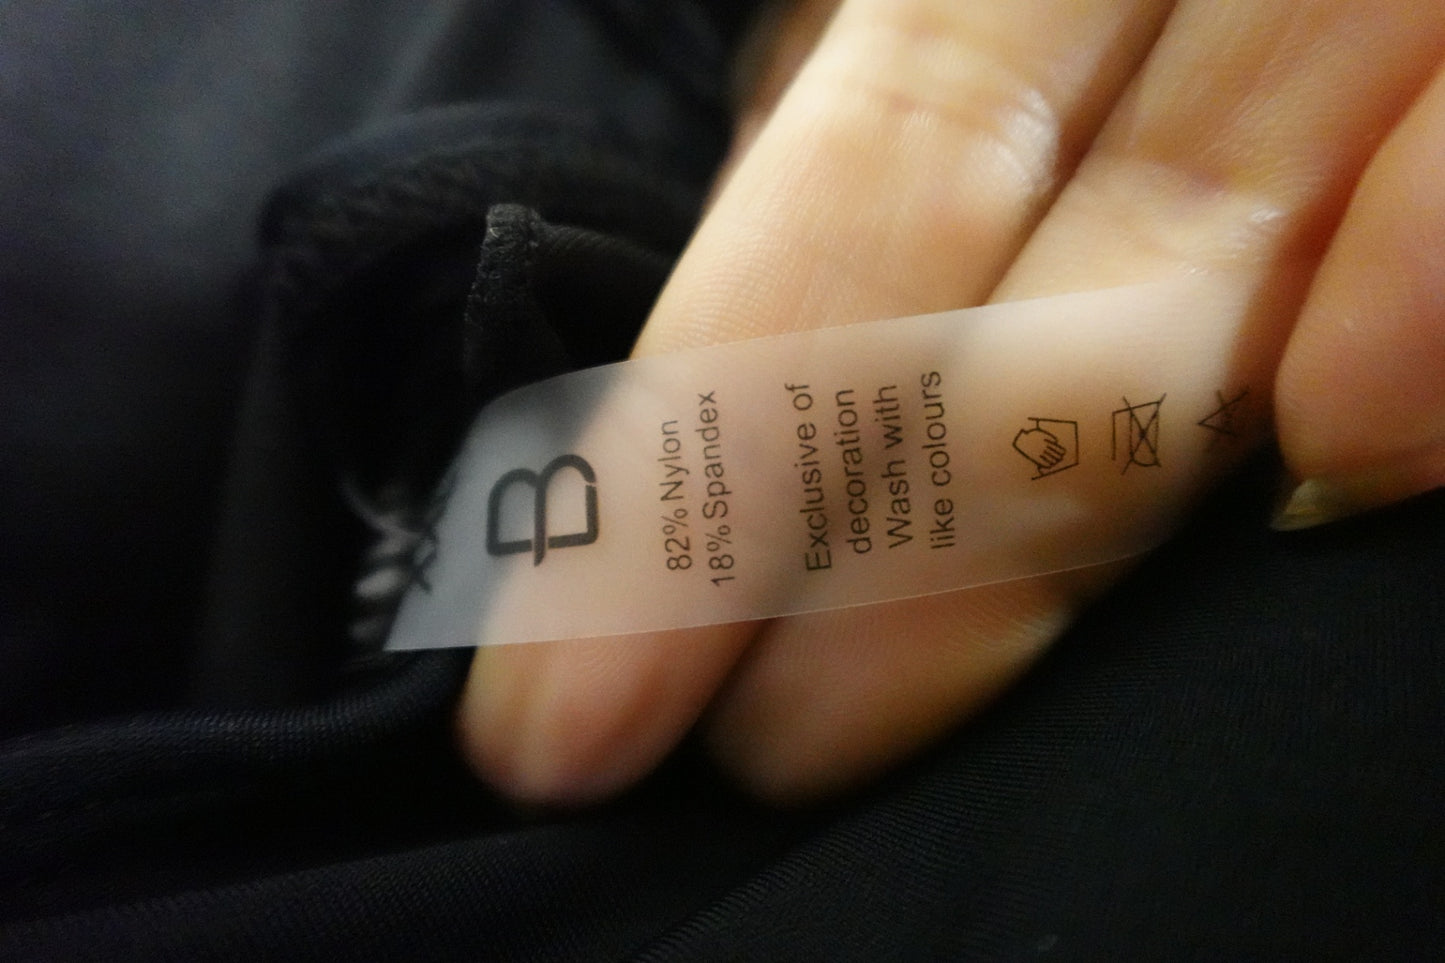 B
82% Nylon
18% Spandex
Exclusive of
decoration
Wash with
like colours